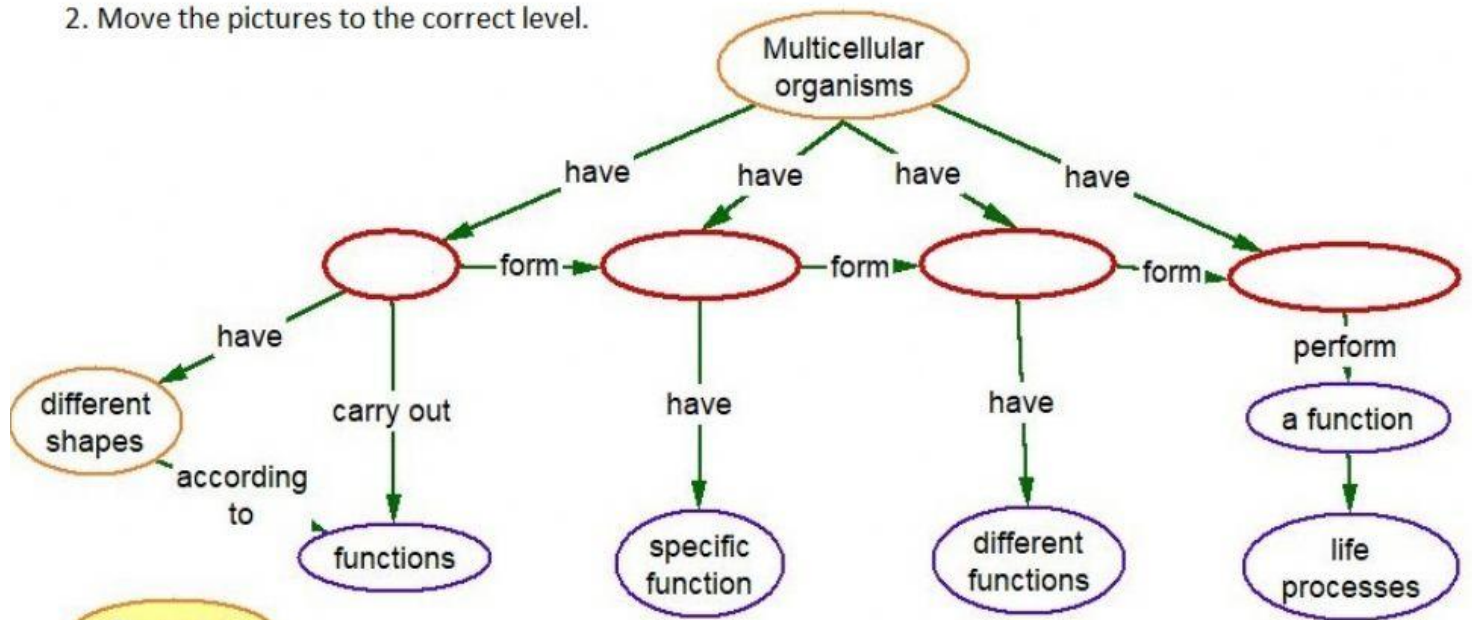 2. Move the pictures to the correct level.
Multicellular
organisms
have
have
have
have
form
form
form
have
carry out
have
have
perform
different
shapes
a function
according
to
functions
specific
function
different
functions
life
processes